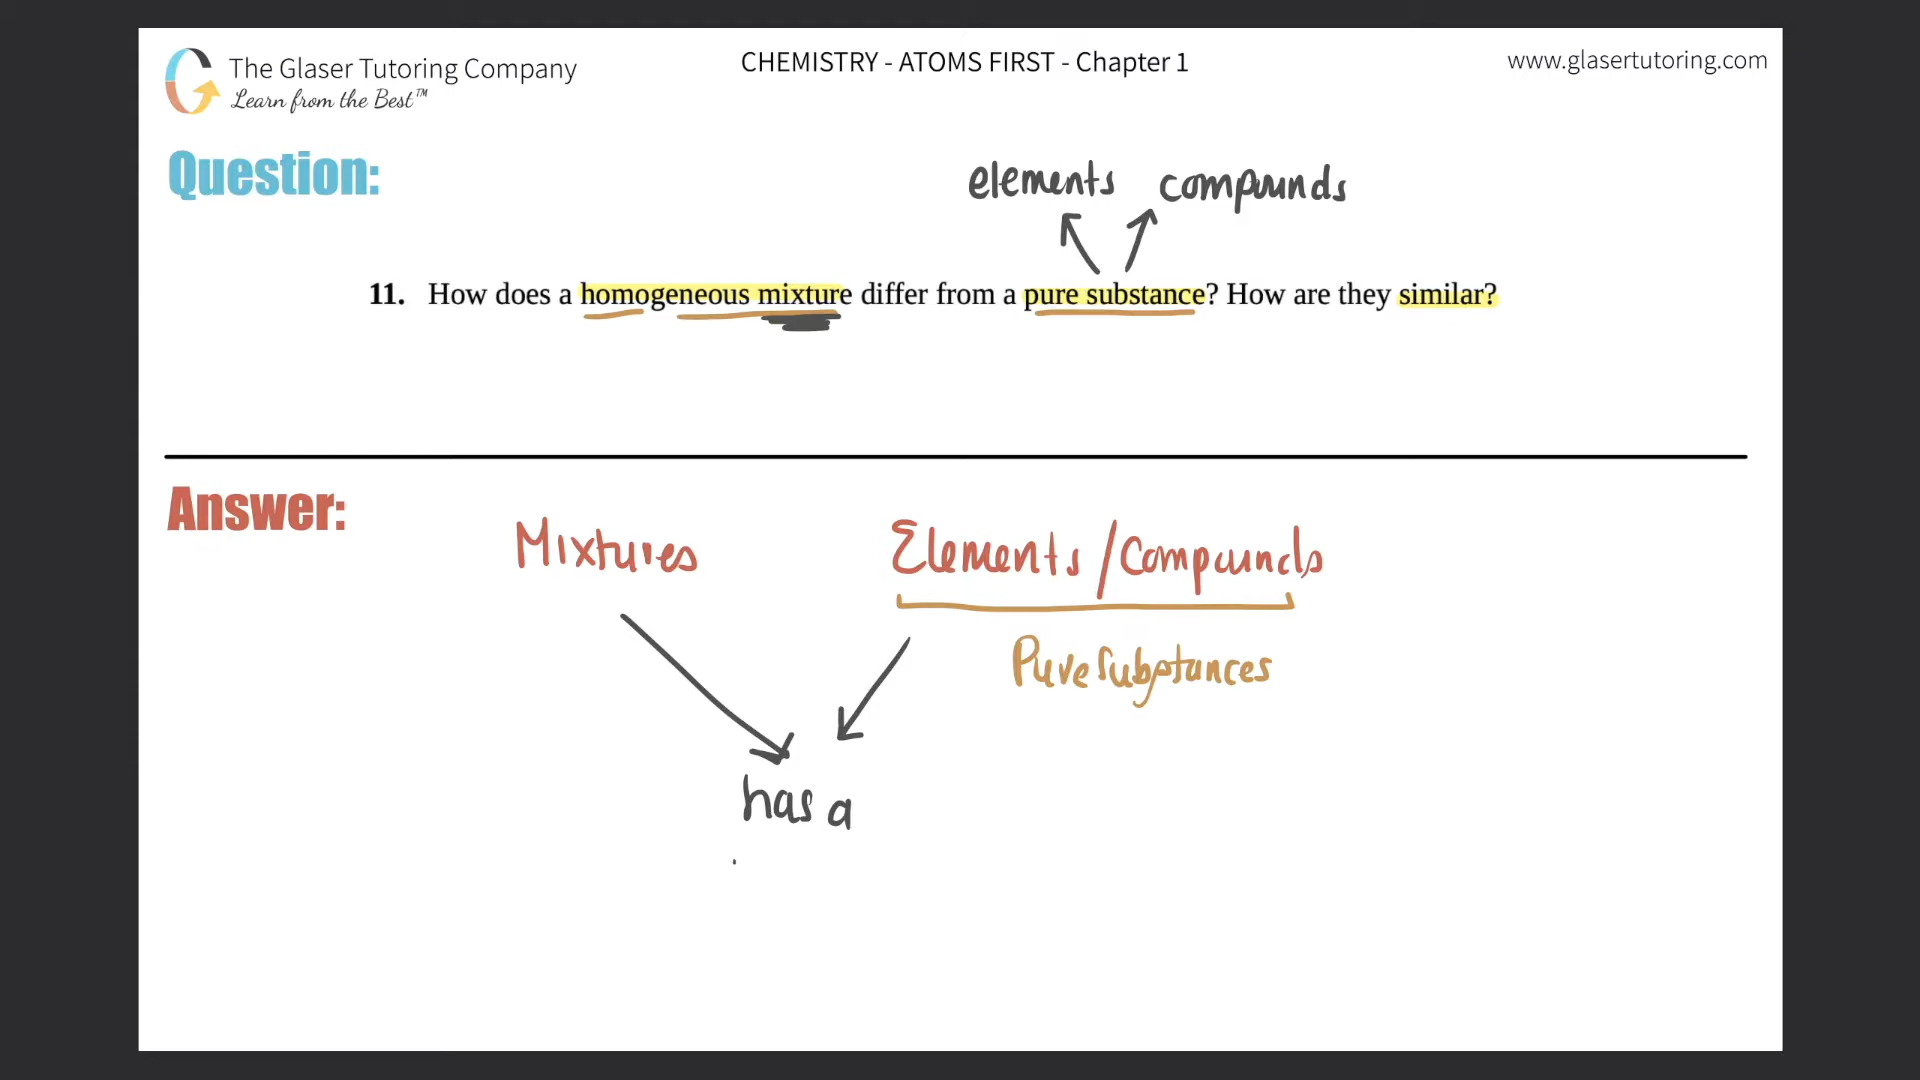 The Glaser Tutoring Company
Learn from the Best™
CHEMISTRY - ATOMS FIRST - Chapter 1
www.glasertutoring.com
Question:
elements compounds
11. How does a homogeneous mixture differ from a pure substance? How are they similar?
Answer:
Mixtures
Elements/Compounds
Pure Substances
has a